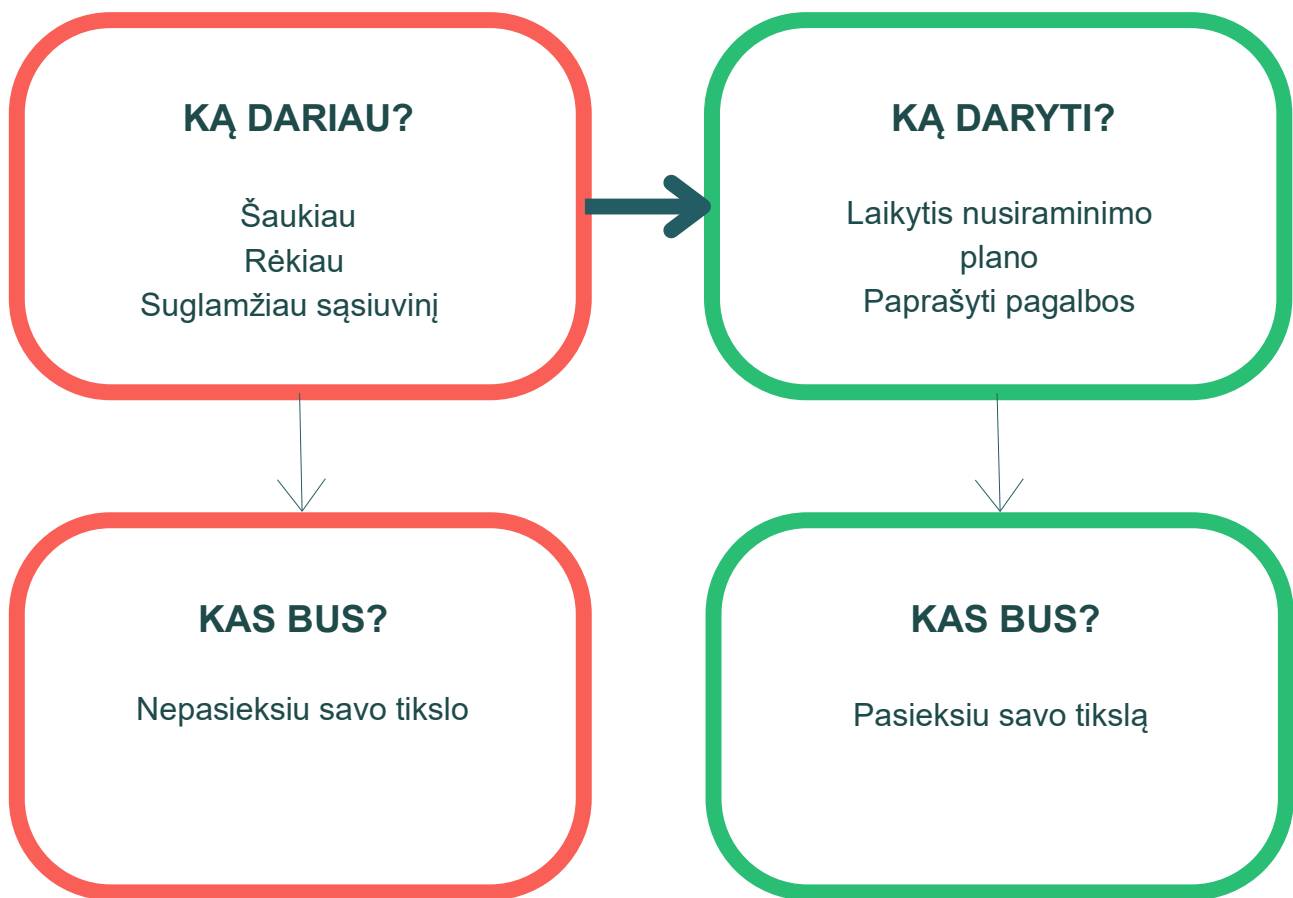 KĄ DARIAU?
Šaukiau
Rėkiau
Suglamžiau sąsiuvinį
KĄ DARYTI?
Laikytis nusiraminimo
plano
Paprašyti pagalbos
KAS BUS?
Nepasieksiu savo tikslo
KAS BUS?
Pasieksiu savo tikslą